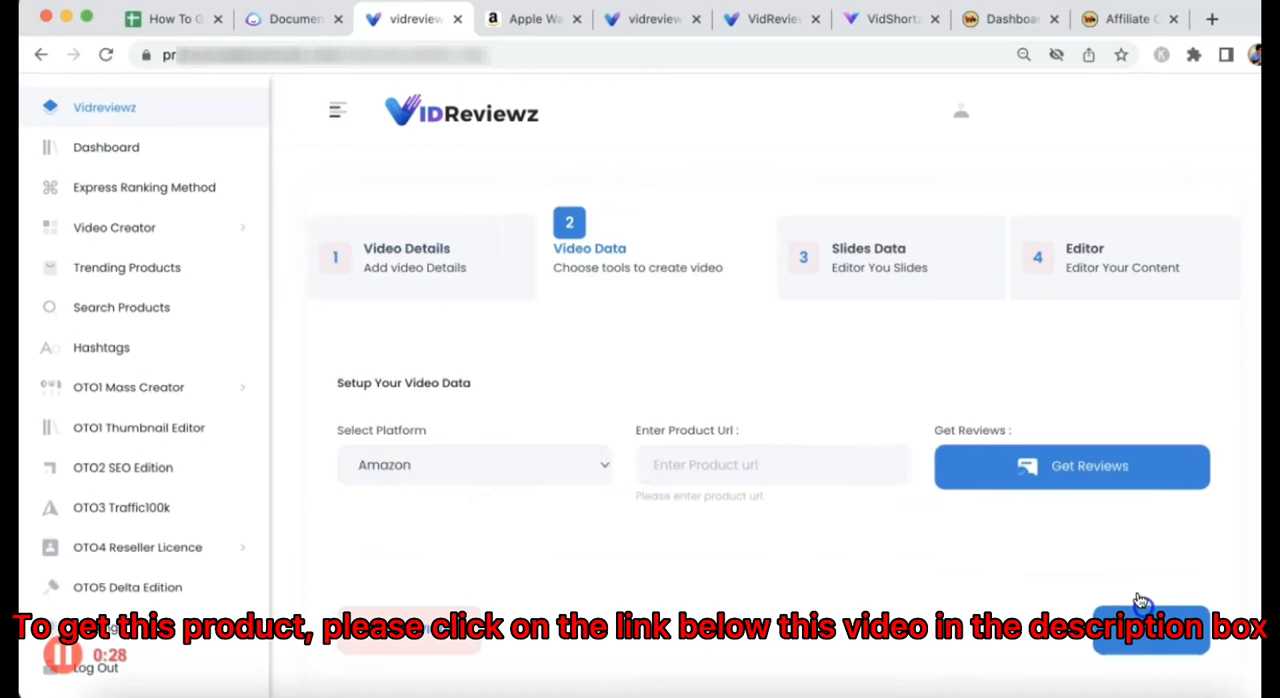 How To G
Documen
vidreview
Apple Wa
vidreview
VidReviev
VidShorts
Dashboa
Affiliate C
pr
Vidreviewz
Dashboard
Express Ranking Method
Video Creator
Trending Products
Search Products
Hashtags
OTO1 Mass Creator
OTO1 Thumbnail Editor
OTO2 SEO Edition
OTO3 Traffic100k
OTO4 Reseller Licence
OTO5 Delta Edition
Log Out
VIDReviewz
1
Video Details
Add video Details
2
Video Data
Choose tools to create video
3
Slides Data
Editor You Slides
4
Editor
Editor Your Content
Setup Your Video Data
Select Platform
Amazon
Enter Product Url :
Enter Product url
Please enter product url
Get Reviews :
Get Reviews
To get this product, please click on the link below this video in the description box
0:28